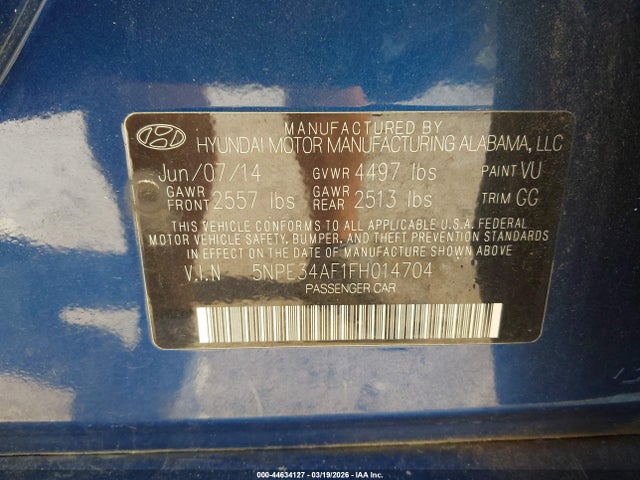 MANUFACTURED BY
HYUNDAI MOTOR MANUFACTURING ALABAMA, LLC
Jun/07/14 GVWR 4497 lbs PAINT VU
GAWR FRONT 2557 lbs GAWR REAR 2513 lbs TRIM GG
THIS VEHICLE CONFORMS TO ALL APPLICABLE U.S.A. FEDERAL
MOTOR VEHICLE SAFETY, BUMPER, AND THEFT PREVENTION STANDARDS
IN EFFECT ON THE DATE OF MANUFACTURE SHOWN ABOVE
V.I.N 5NPE34AF1FH014704
PASSENGER CAR
000-44634127 - 03/19/2026 - IAA Inc.